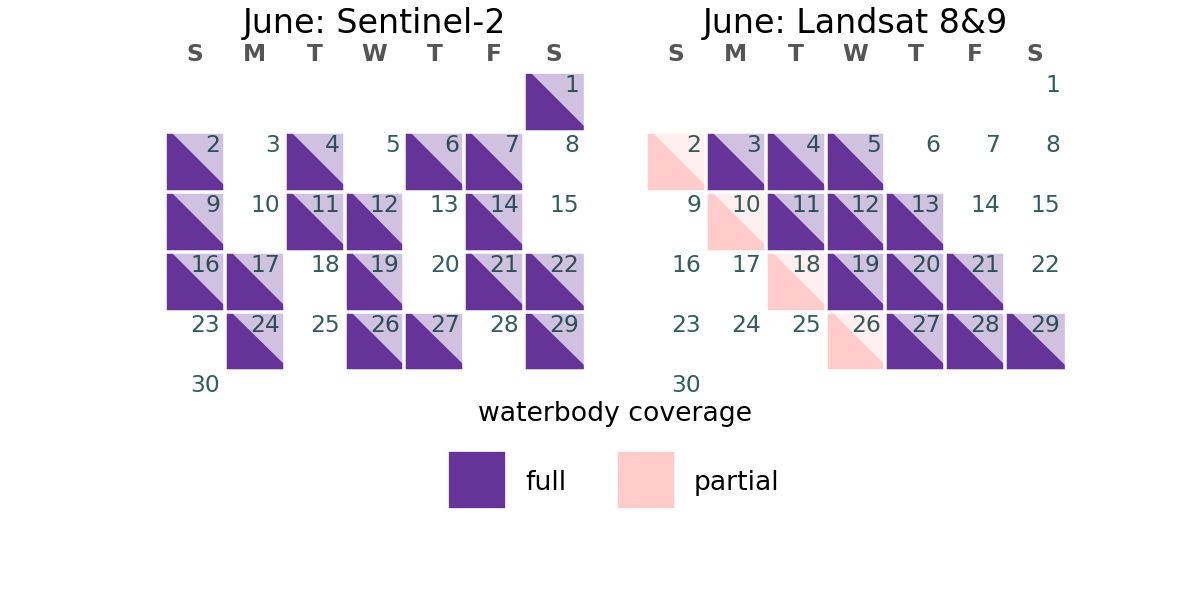 June: Sentinel-2
S M T W T F S
1
2 3 4 5 6 7 8
9 10 11 12 13 14 15
16 17 18 19 20 21 22
23 24 25 26 27 28 29
30
June: Landsat 8&9
S M T W T F S
1
2 3 4 5 6 7 8
9 10 11 12 13 14 15
16 17 18 19 20 21 22
23 24 25 26 27 28 29
30
waterbody coverage
full partial